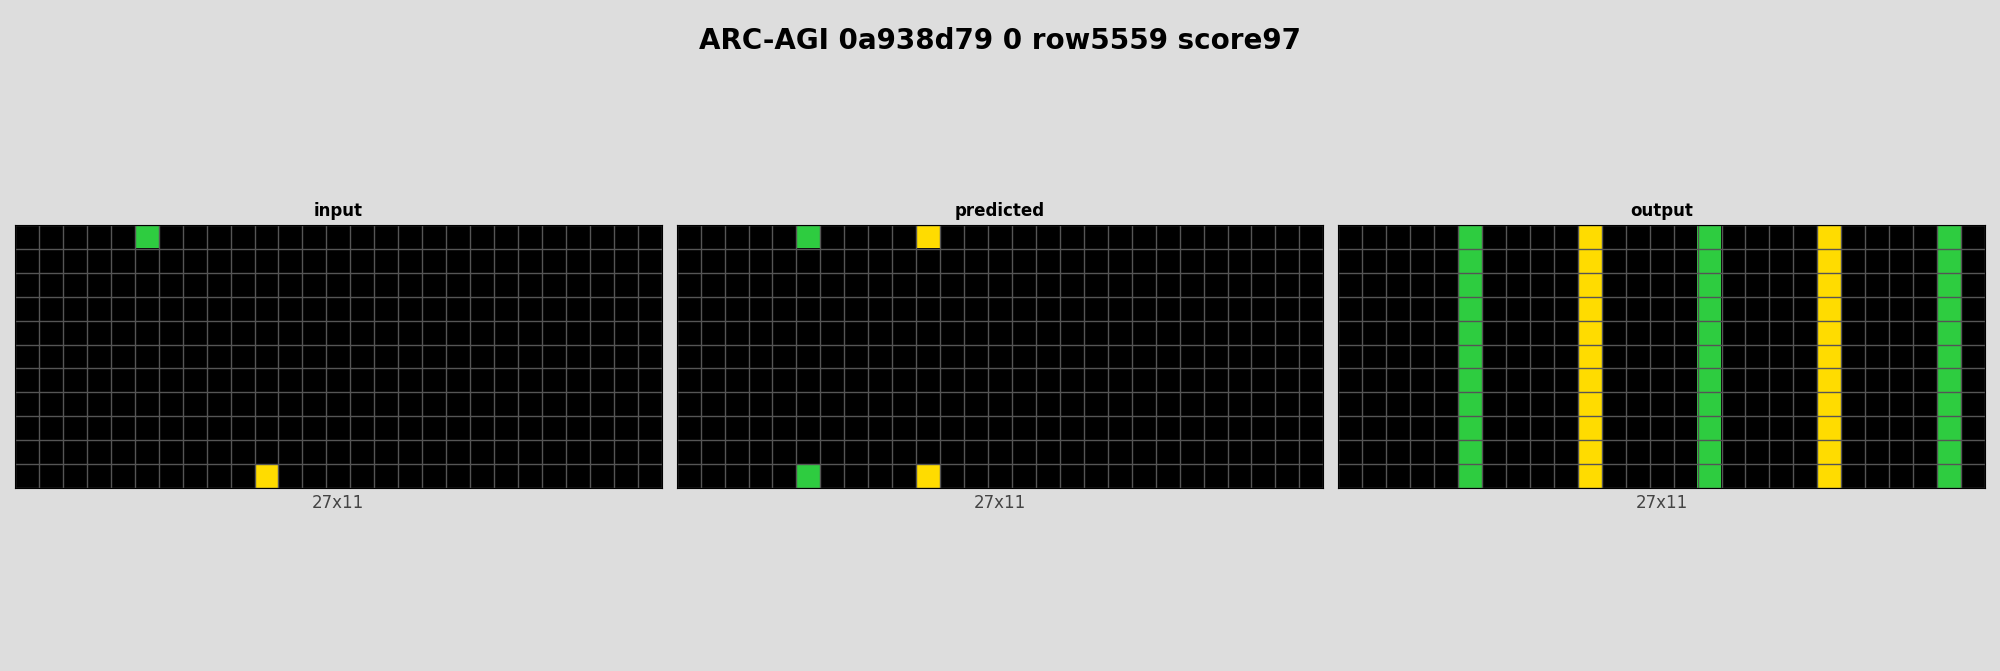 ARC-AGI 0a938d79 0 row5559 score97
input
predicted
output
27x11
27x11
27x11